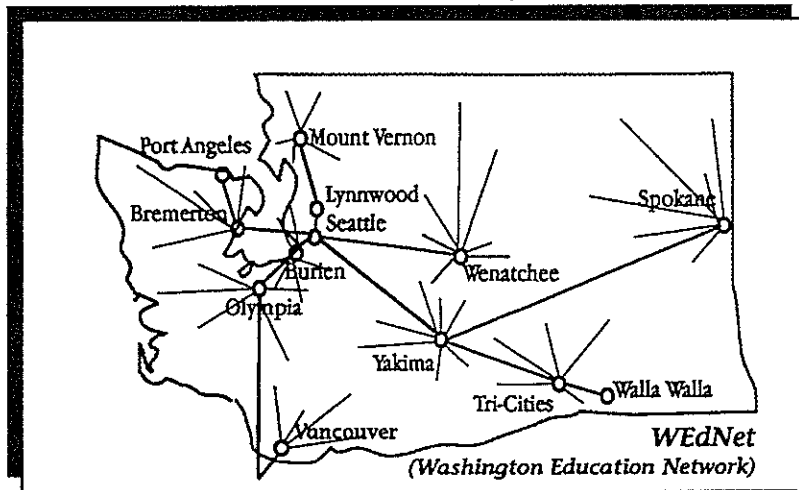 Port Angeles
Mount Vernon
Lynnwood
Bremerton
Seattle
Spokane
Burien
Wenatchee
Olympia
Yakima
Tri-Cities
Walla Walla
Vancouver
WEdNet
(Washington Education Network)